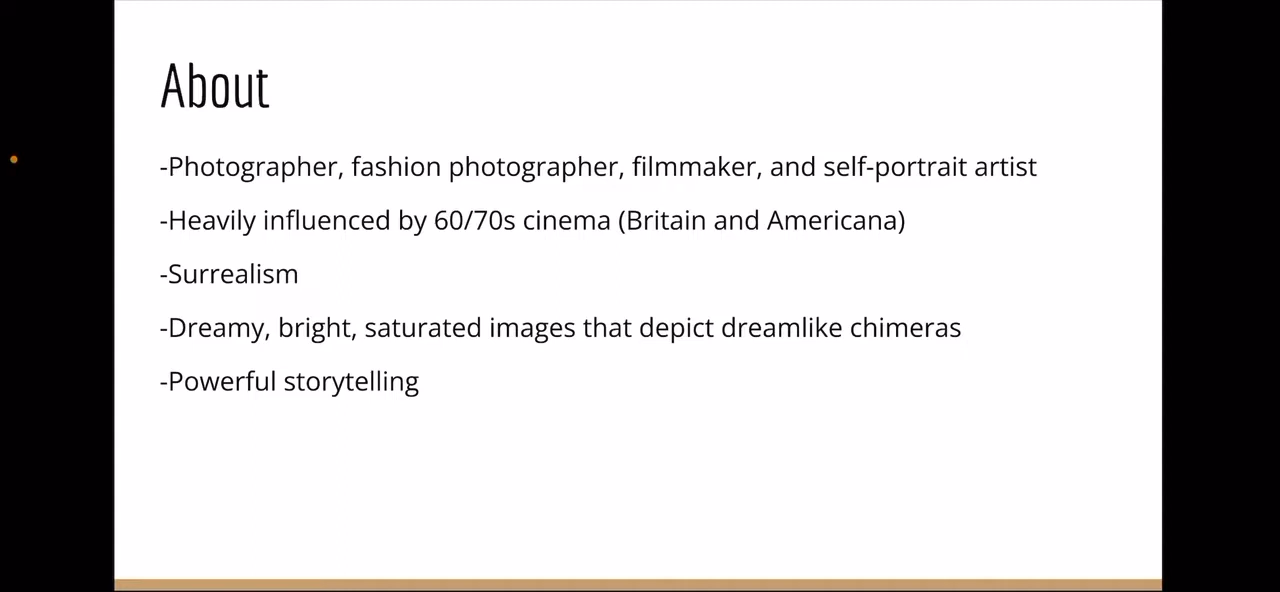 About
-Photographer, fashion photographer, filmmaker, and self-portrait artist
-Heavily influenced by 60/70s cinema (Britain and Americana)
-Surrealism
-Dreamy, bright, saturated images that depict dreamlike chimeras
-Powerful storytelling